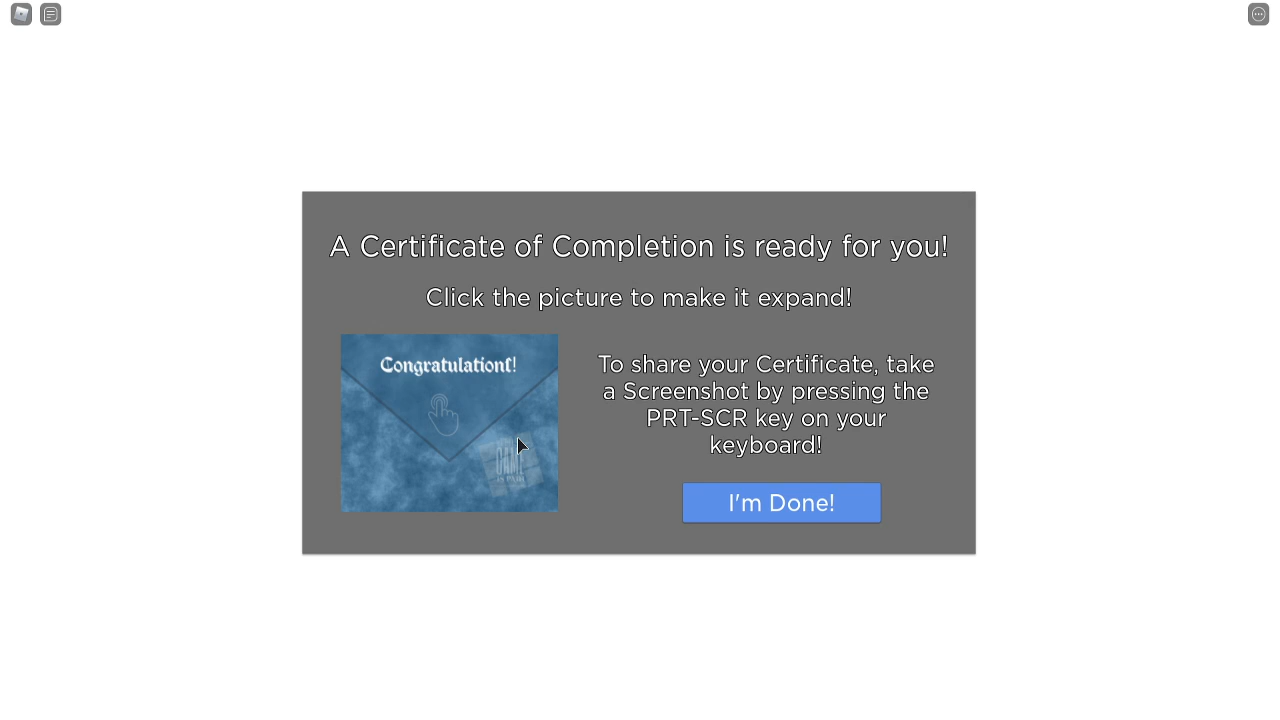 A Certificate of Completion is ready for you!
Click the picture to make it expand!
Congratulations!
To share your Certificate, take
a Screenshot by pressing the
PRT-SCR key on your
keyboard!
I'm Done!